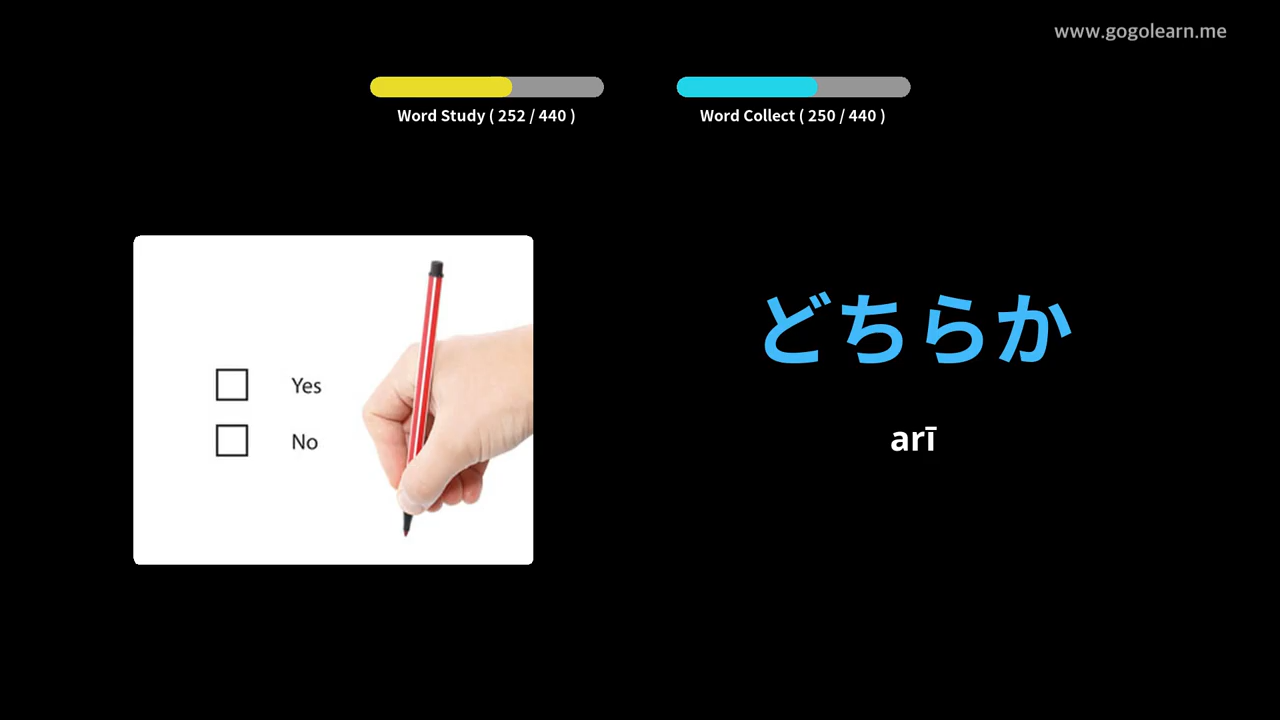 www.gogolearn.me
Word Study ( 252 / 440 )
Word Collect ( 250 / 440 )
Yes
No
どちらか
arī